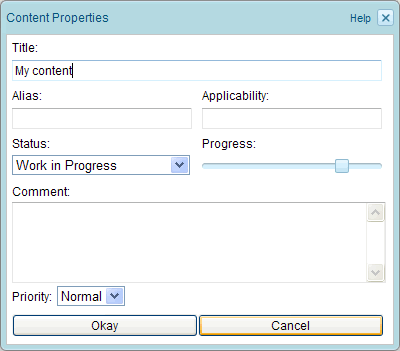 Content Properties Help
Title:
My content
Alias: Applicability:
Status: Progress:
Work in Progress
Comment:
Priority: Normal
Okay Cancel